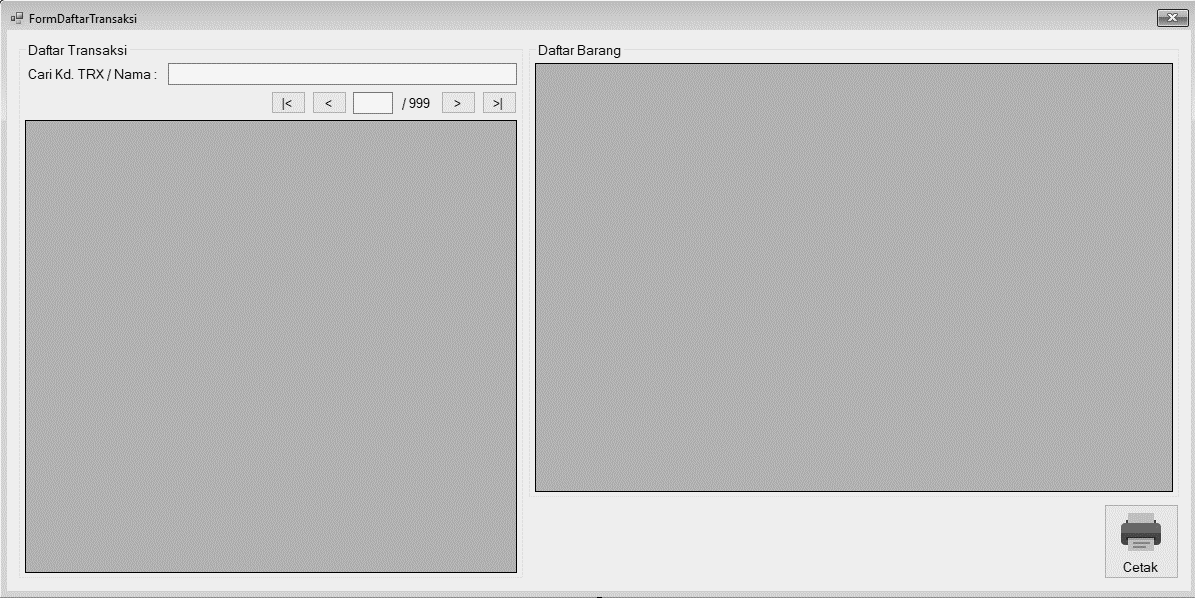 FormDaftarTransaksi
Daftar Transaksi
Cari Kd. TRX / Nama :
|< < / 999 > >|
Daftar Barang
Cetak